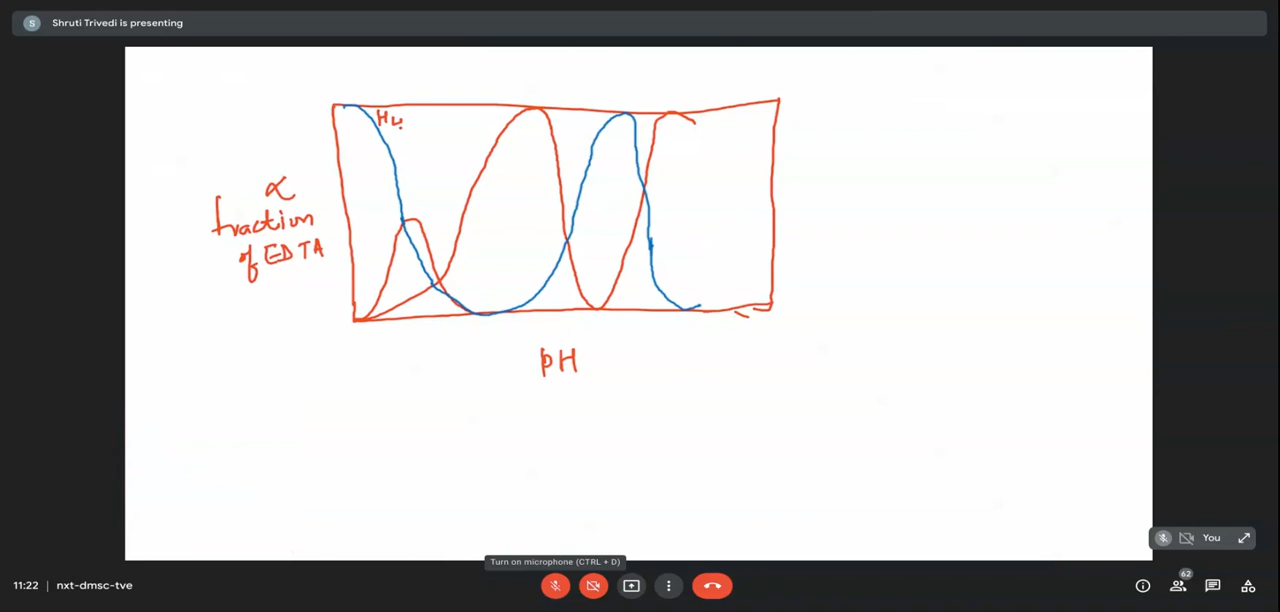 S Shruti Trivedi is presenting
H4
α
fraction
of EDTA
pH
You
Turn on microphone (CTRL + D)
11:22 | nxt-dmsc-tve
62